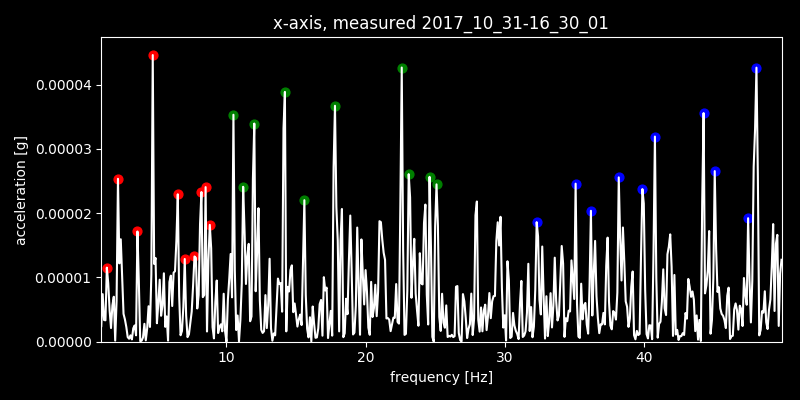 x-axis, measured 2017_10_31-16_30_01
acceleration [g]
0.00004
0.00003
0.00002
0.00001
0.00000
10 20 30 40
frequency [Hz]